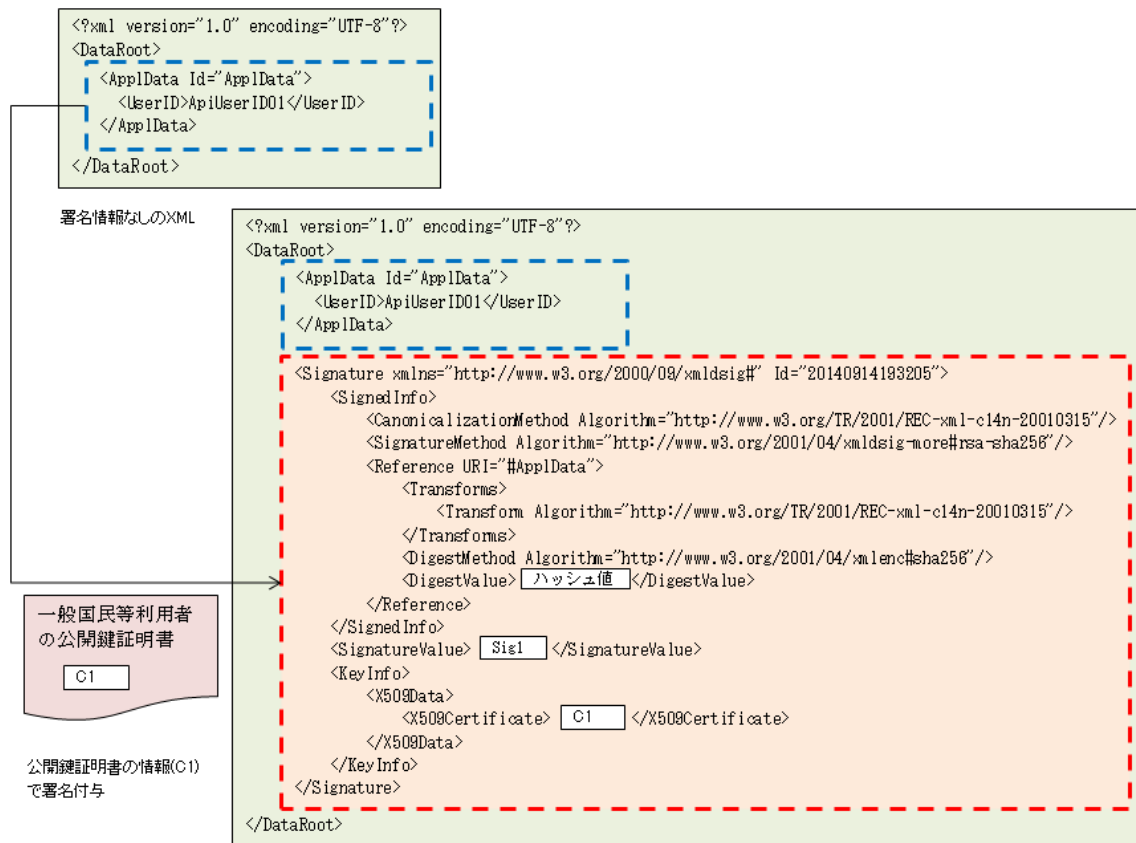 <?xml version="1.0" encoding="UTF-8"?>
<DataRoot>
<ApplData Id="ApplData">
<UserID>ApiUserID01</UserID>
</ApplData>
</DataRoot>
署名情報なしのXML
<?xml version="1.0" encoding="UTF-8"?>
<DataRoot>
<ApplData Id="ApplData">
<UserID>ApiUserID01</UserID>
</ApplData>
<Signature xmlns="http://www.w3.org/2000/09/xmldsig#" Id="20140914193205">
<SignedInfo>
<CanonicalizationMethod Algorithm="http://www.w3.org/TR/2001/REC-xml-c14n-20010315"/>
<SignatureMethod Algorithm="http://www.w3.org/2001/04/xmldsig-more#rsa-sha256"/>
<Reference URI="#ApplData">
<Transforms>
<Transform Algorithm="http://www.w3.org/TR/2001/REC-xml-c14n-20010315"/>
</Transforms>
<DigestMethod Algorithm="http://www.w3.org/2001/04/xmlenc#sha256"/>
<DigestValue> ハッシュ値 </DigestValue>
</Reference>
</SignedInfo>
<SignatureValue> Sig1 </SignatureValue>
<KeyInfo>
<X509Data>
<X509Certificate> C1 </X509Certificate>
</X509Data>
</KeyInfo>
</Signature>
</DataRoot>
一般国民等利用者
の公開鍵証明書
C1
公開鍵証明書の情報(C1)
で署名付与